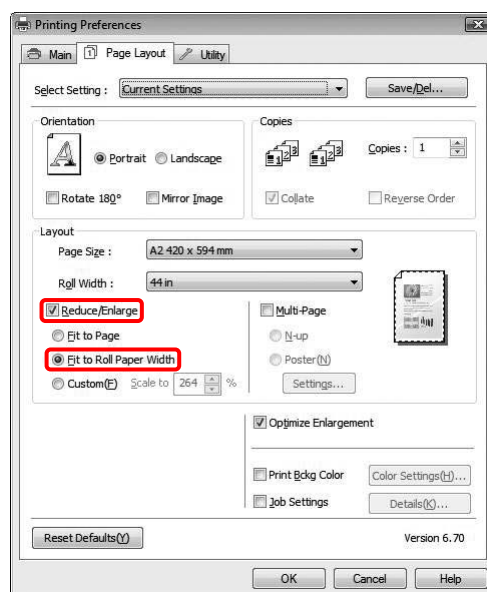 Printing Preferences
Main Page Layout Utility
Select Setting : Current Settings Save/Del...
Orientation Copies
Portrait Landscape Copies : 1
Rotate 180° Mirror Image Collate Reverse Order
Layout
Page Size : A2 420 x 594 mm
Roll Width : 44 in
Reduce/Enlarge Multi-Page
Fit to Page N-up
Fit to Roll Paper Width Poster(N)
Custom(F) Scale to 264 % Settings...
Optimize Enlargement
Print Bckg Color Color Settings(H)...
Job Settings Details(K)...
Reset Defaults(Y) Version 6.70
OK Cancel Help